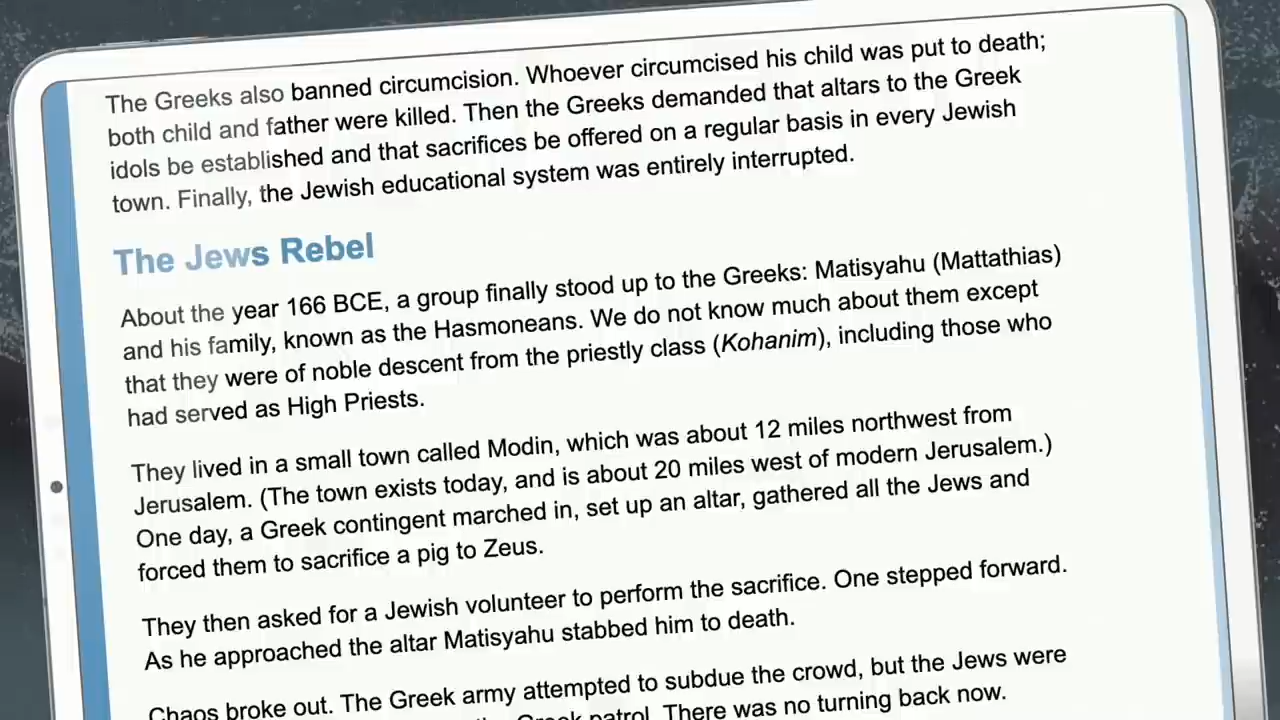 The Greeks also banned circumcision. Whoever circumcised his child was put to death;
both child and father were killed. Then the Greeks demanded that altars to the Greek
idols be established and that sacrifices be offered on a regular basis in every Jewish
town. Finally, the Jewish educational system was entirely interrupted.
The Jews Rebel
About the year 166 BCE, a group finally stood up to the Greeks: Matisyahu (Mattathias)
and his family, known as the Hasmoneans. We do not know much about them except
that they were of noble descent from the priestly class (Kohanim), including those who
had served as High Priests.
They lived in a small town called Modin, which was about 12 miles northwest from
Jerusalem. (The town exists today, and is about 20 miles west of modern Jerusalem.)
One day, a Greek contingent marched in, set up an altar, gathered all the Jews and
forced them to sacrifice a pig to Zeus.
They then asked for a Jewish volunteer to perform the sacrifice. One stepped forward.
As he approached the altar Matisyahu stabbed him to death.
Chaos broke out. The Greek army attempted to subdue the crowd, but the Jews were
Greek patrol. There was no turning back now.